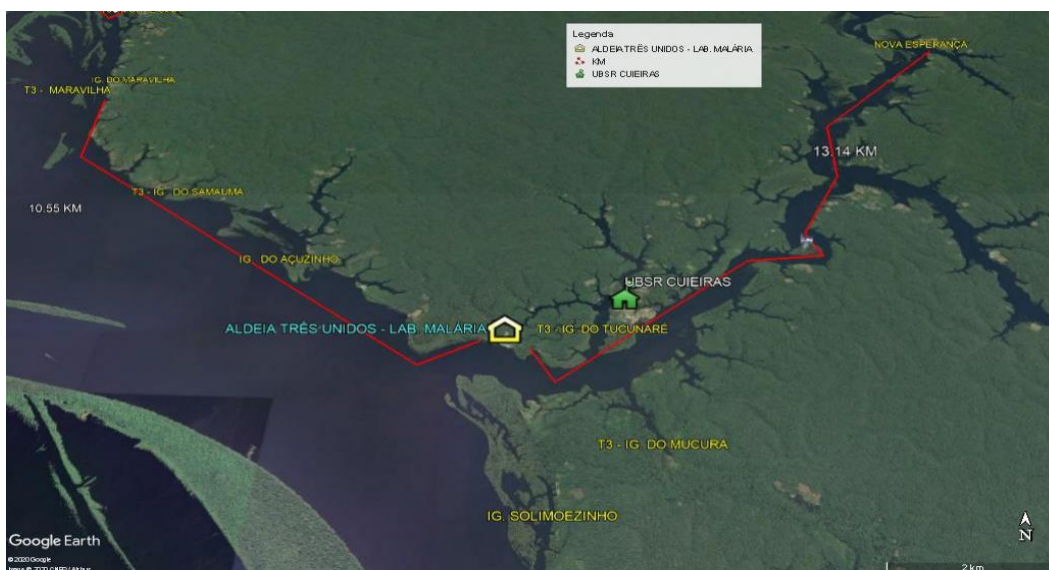 Legenda
ALDEIA TRÊS UNIDOS - LAB. MALÁRIA
KM
UBSR CUIEIRAS
NOVA ESPERANÇA
IG. DO MARAVILHA
T3 - MARAVILHA
13,14 KM
T3 - IG. DO SAMAUMA
10.55 KM
IG. DO AÇUZINHO
UBSR CUIEIRAS
ALDEIA TRÊS UNIDOS - LAB. MALÁRIA
T3 - IG. DO TUCUNARÉ
T3 - IG. DO MUCURA
IG. SOLIMOEZINHO
Google Earth
N
© 2020 Google
2 km